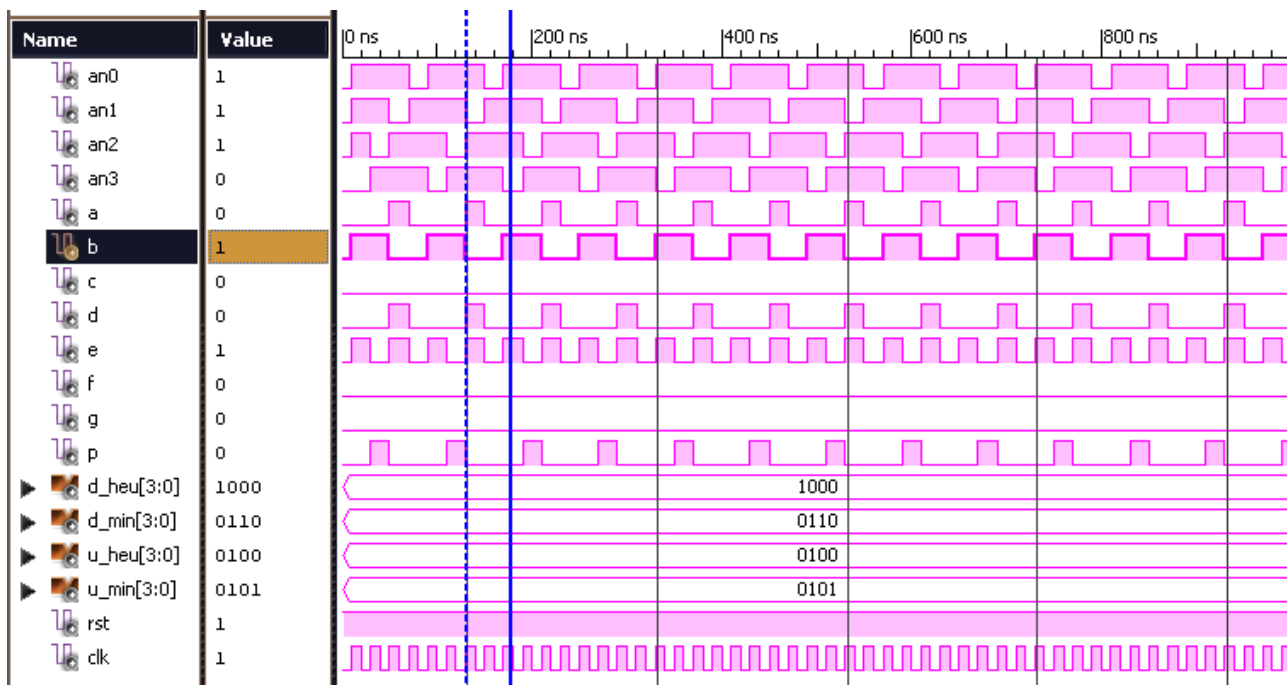 Name Value 0 ns 200 ns 400 ns 600 ns 800 ns
an0 1
an1 1
an2 1
an3 0
a 0
b 1
c 0
d 0
e 1
f 0
g 0
p 0
d_heu[3:0] 1000 1000
d_min[3:0] 0110 0110
u_heu[3:0] 0100 0100
u_min[3:0] 0101 0101
rst 1
clk 1